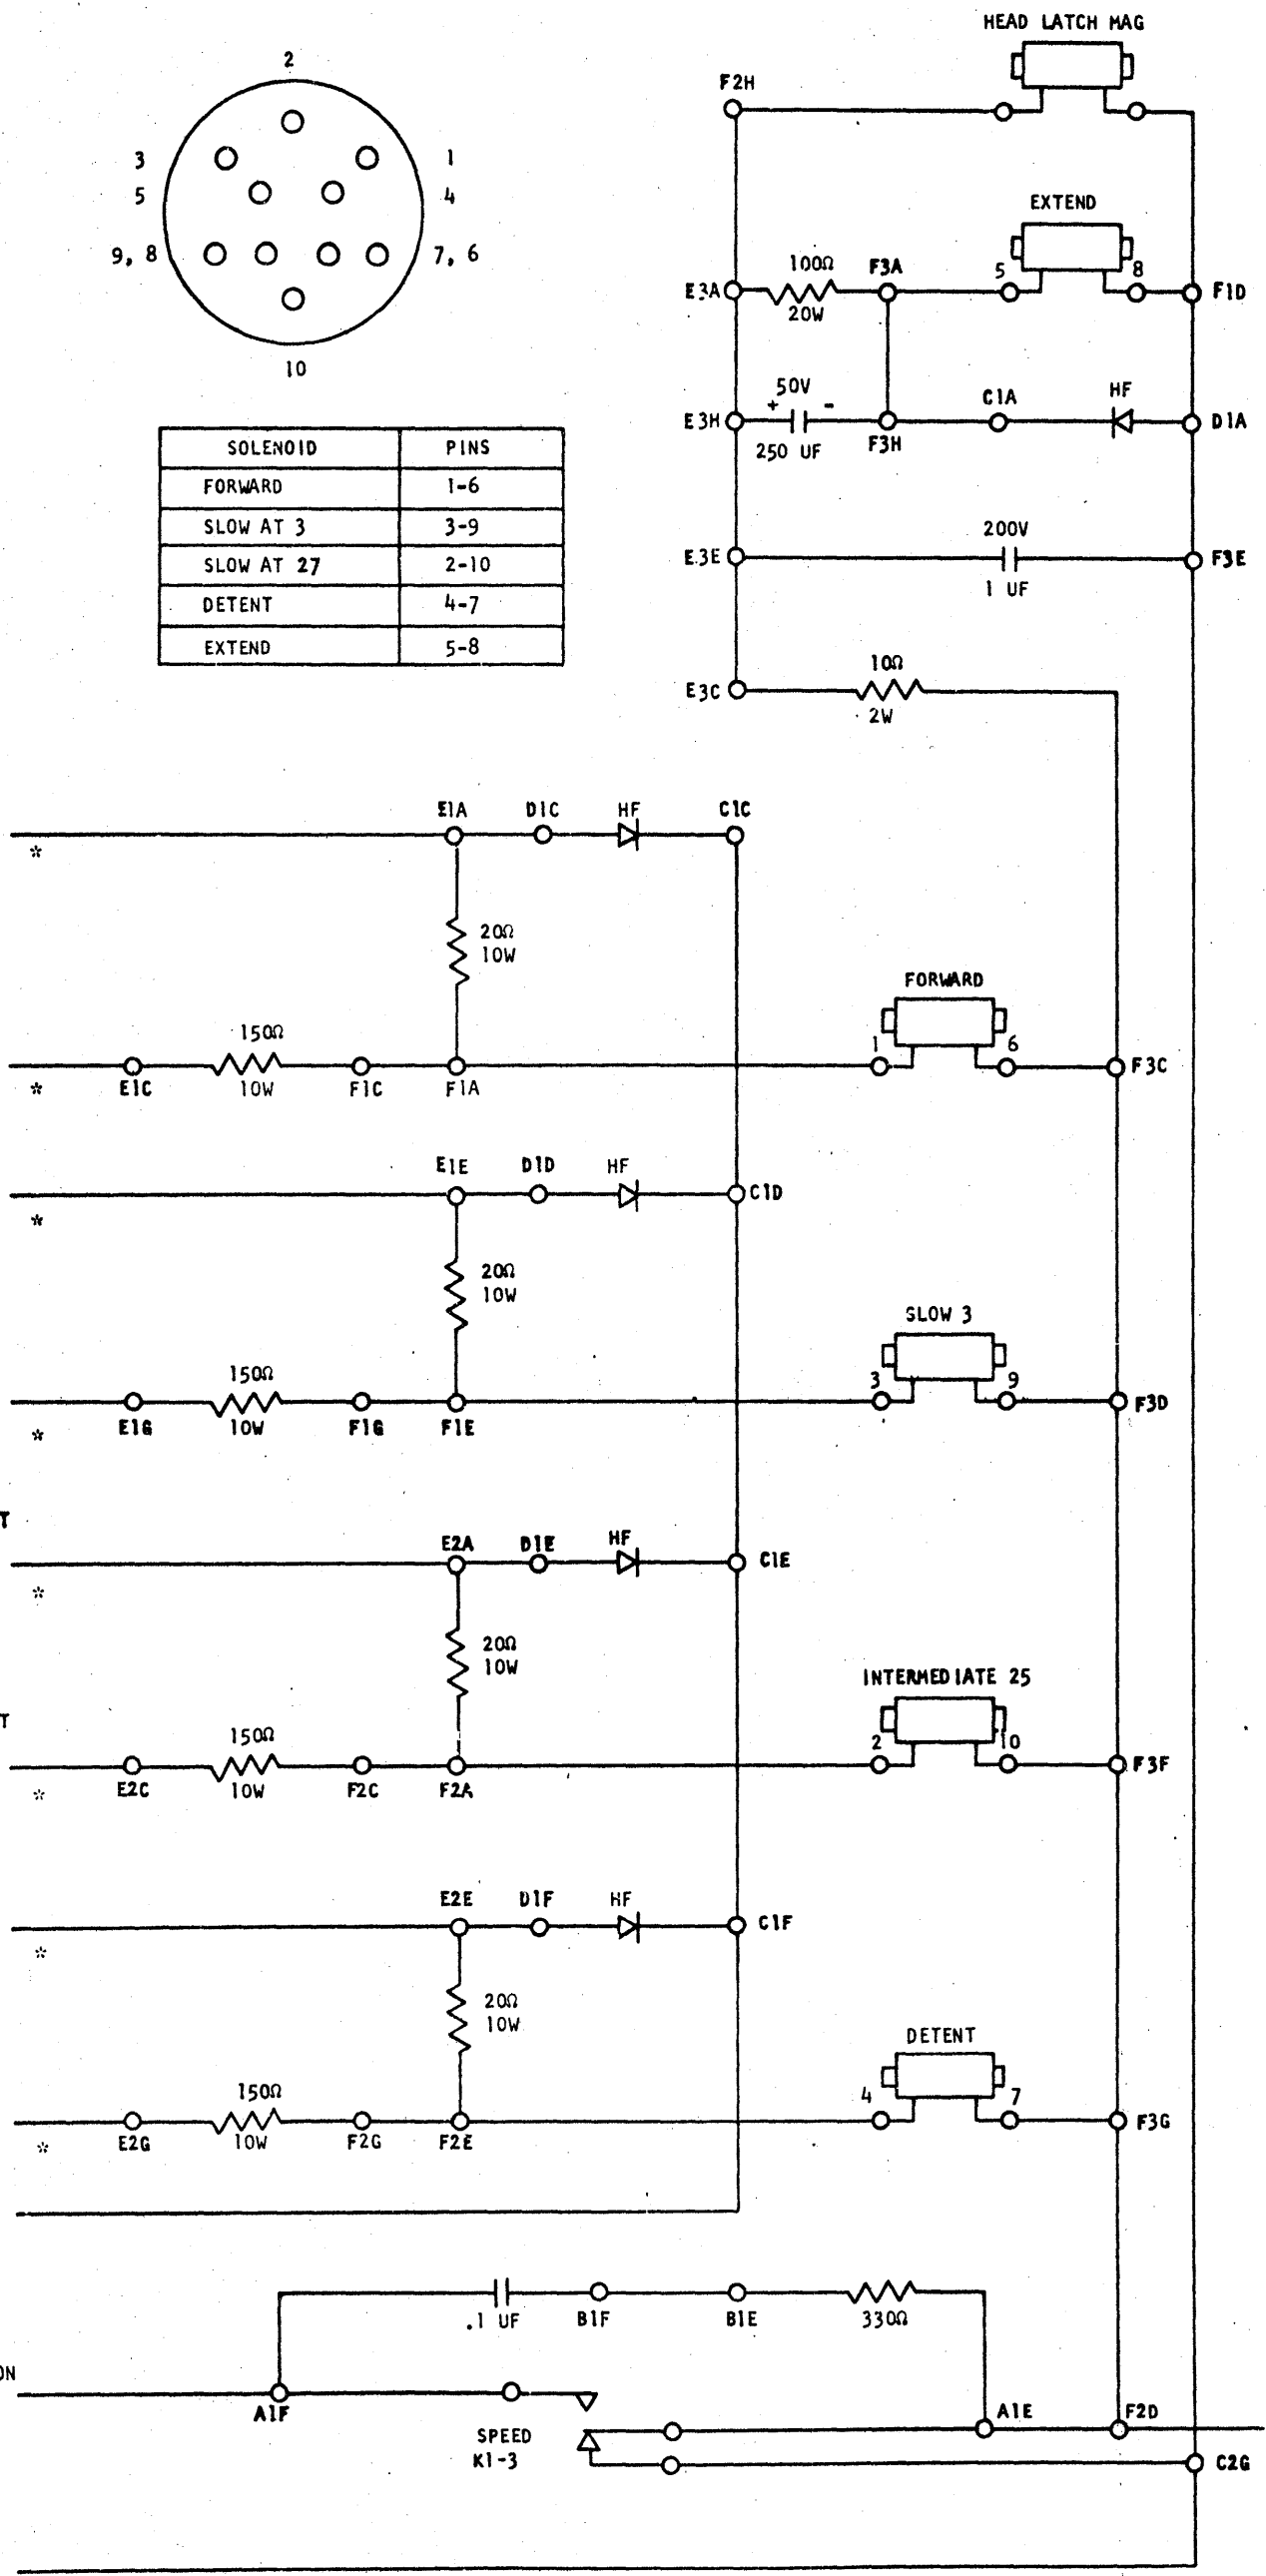 HEAD LATCH MAG
2
F2H
3
1
5
4
9, 8
7, 6
10
EXTEND
5
8
E3A
100Ω
20W
F3A
F1D
50V
+
-
E3H
250 UF
F3H
C1A
HF
D1A
SOLENOID PINS
FORWARD 1-6
SLOW AT 3 3-9
SLOW AT 27 2-10
DETENT 4-7
EXTEND 5-8
E3E
200V
1 UF
F3E
E3C
10Ω
2W
*
E1A
D1C
HF
C1C
20Ω
10W
FORWARD
1
6
*
E1C
150Ω
10W
F1C
F1A
F3C
*
E1E
D1D
HF
C1D
20Ω
10W
SLOW 3
3
9
*
E1G
150Ω
10W
F1G
F1E
F3D
T
*
E2A
D1E
HF
C1E
20Ω
10W
INTERMEDIATE 25
2
10
T
*
E2C
150Ω
10W
F2C
F2A
F3F
*
E2E
D1F
HF
C1F
20Ω
10W
DETENT
4
7
*
E2G
150Ω
10W
F2G
F2E
F3G
.1 UF
B1F
B1E
330Ω
ON
A1F
SPEED
K1-3
A1E
F2D
C2G